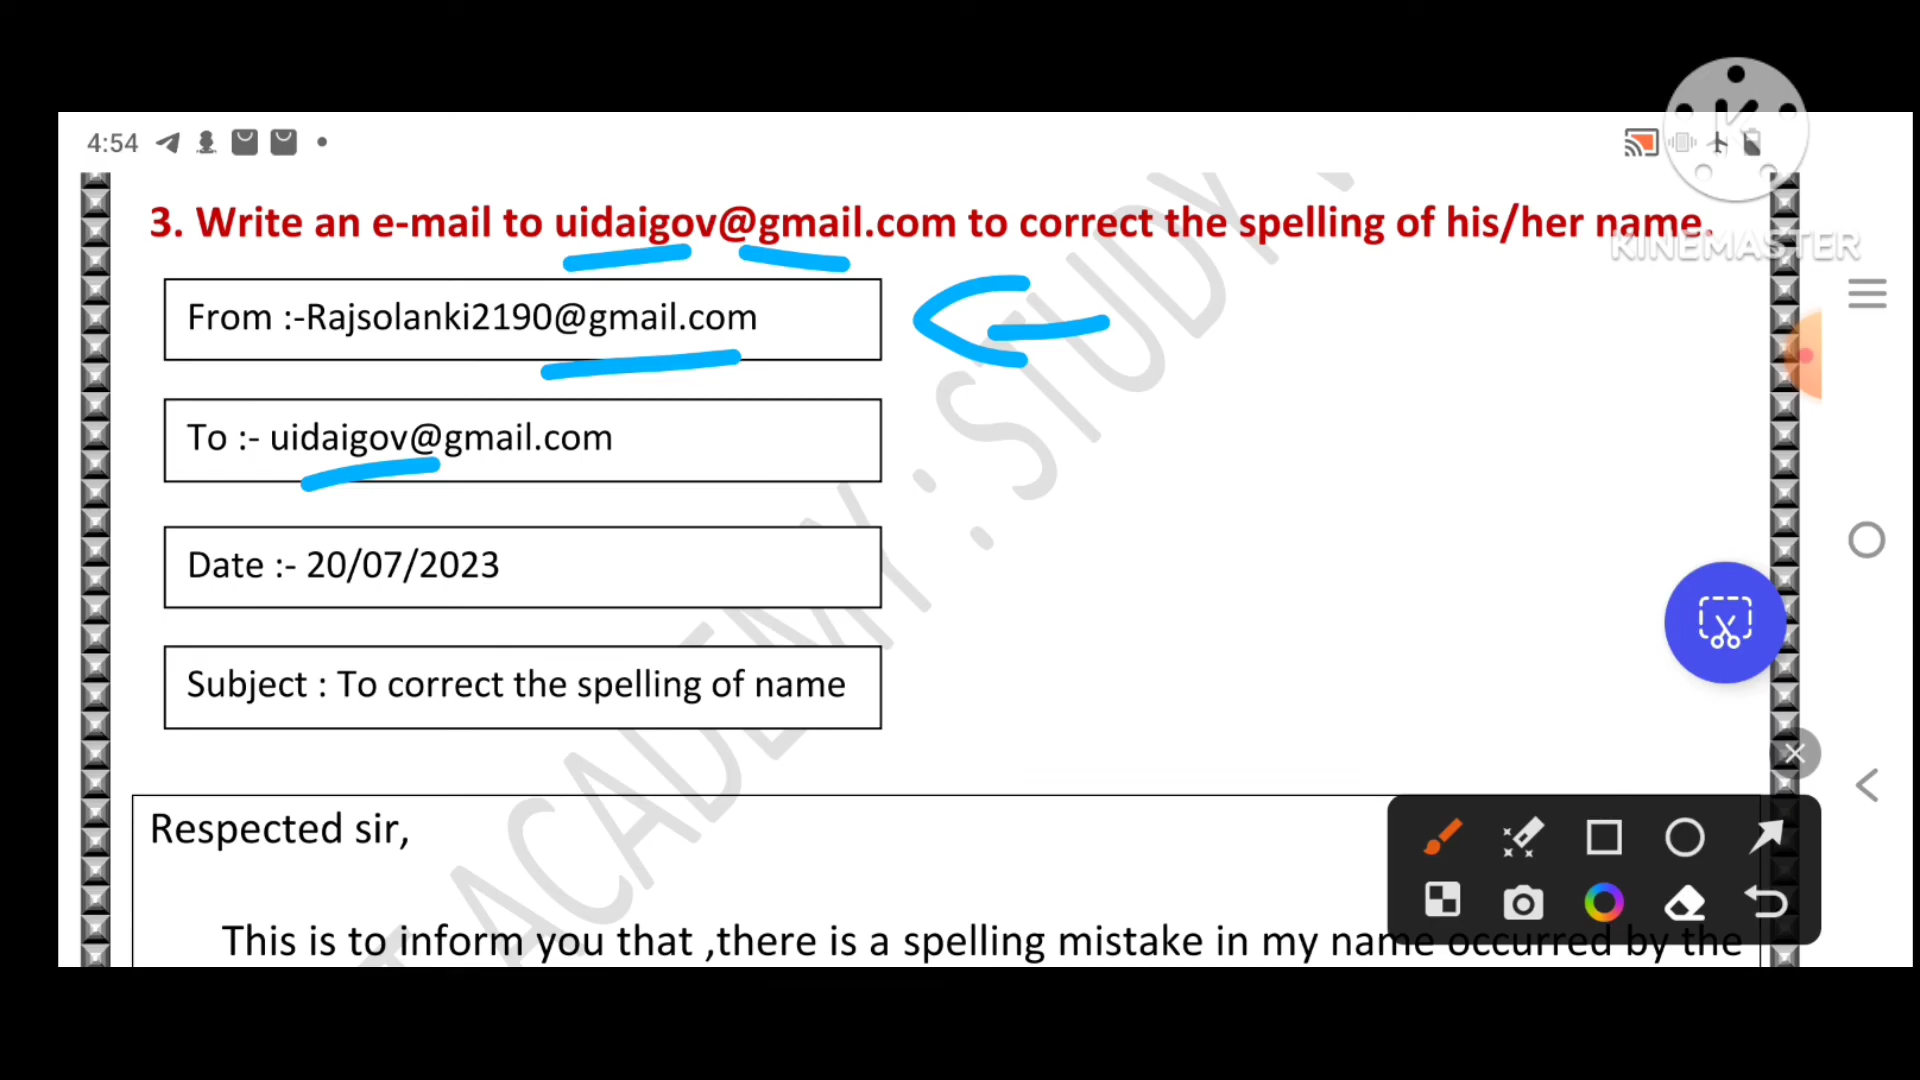 4:54
KINEMASTER
3. Write an e-mail to uidaigov@gmail.com to correct the spelling of his/her name.
From :-Rajsolanki2190@gmail.com
To :- uidaigov@gmail.com
Date :- 20/07/2023
Subject : To correct the spelling of name
Respected sir,
This is to inform you that ,there is a spelling mistake in my name occurred by the
ACADEMY : STUDY